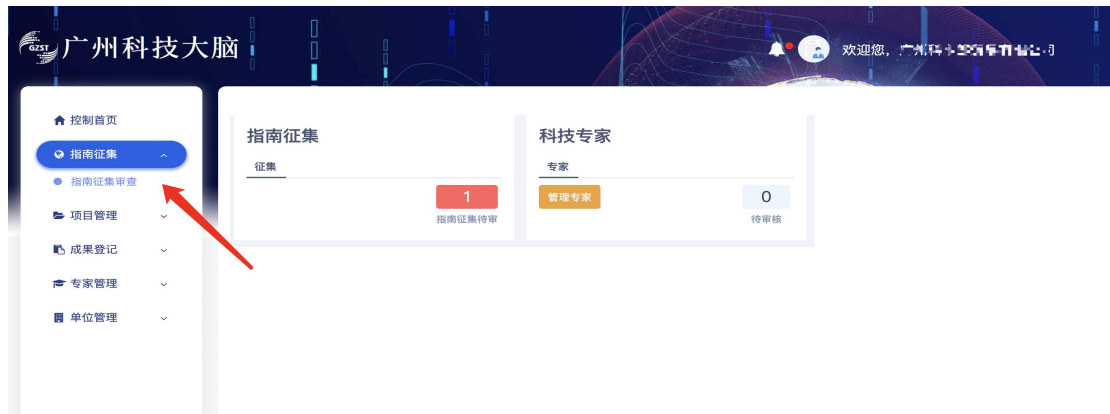 GZST
广州科技大脑
欢迎您，
控制首页
指南征集
指南征集审查
项目管理
成果登记
专家管理
单位管理
指南征集
征集
1
指南征集待审
科技专家
专家
管理专家
0
待审核